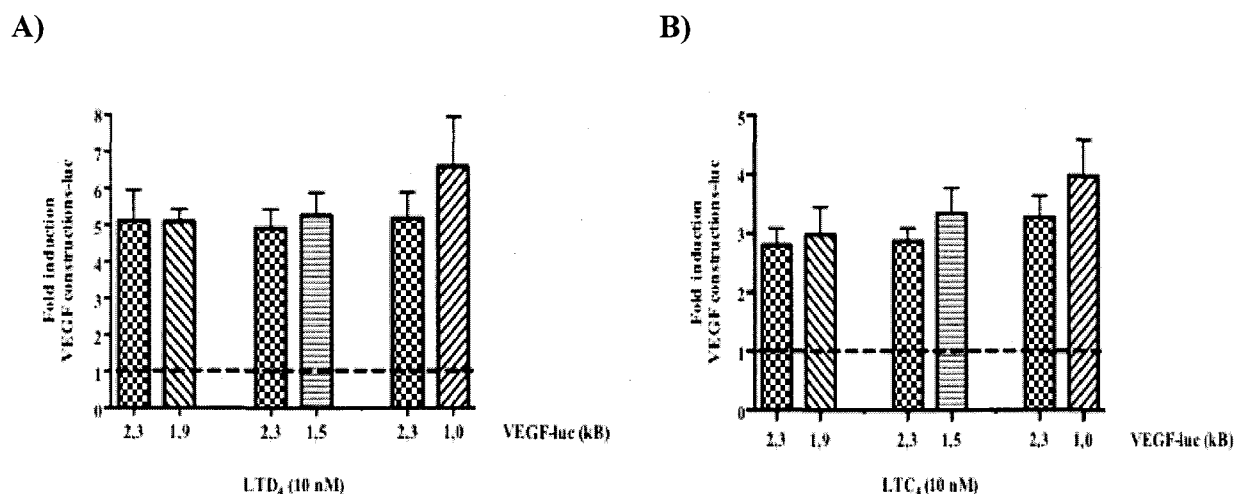 A)
Fold induction
VEGF constructions-luc
8
7
6
5
4
3
2
1
0
2,3 1,9 2,3 1,5 2,3 1,0 VEGF-luc (kB)
LTD₄ (10 nM)
B)
Fold induction
VEGF constructions-luc
5
4
3
2
1
0
2,3 1,9 2,3 1,5 2,3 1,0 VEGF-luc (kB)
LTC₄ (10 nM)